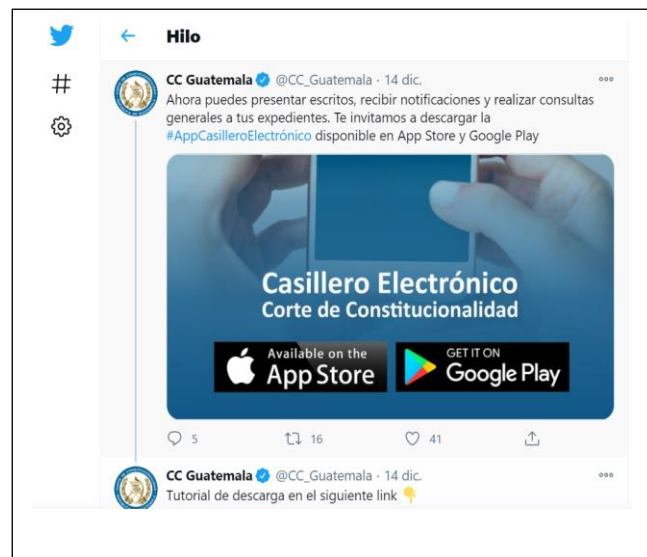 Hilo
CC Guatemala @CC_Guatemala · 14 dic.
Ahora puedes presentar escritos, recibir notificaciones y realizar consultas
generales a tus expedientes. Te invitamos a descargar la
#AppCasilleroElectrónico disponible en App Store y Google Play
Casillero Electrónico
Corte de Constitucionalidad
Available on the
App Store
GET IT ON
Google Play
5 16 41
CC Guatemala @CC_Guatemala · 14 dic.
Tutorial de descarga en el siguiente link 👇